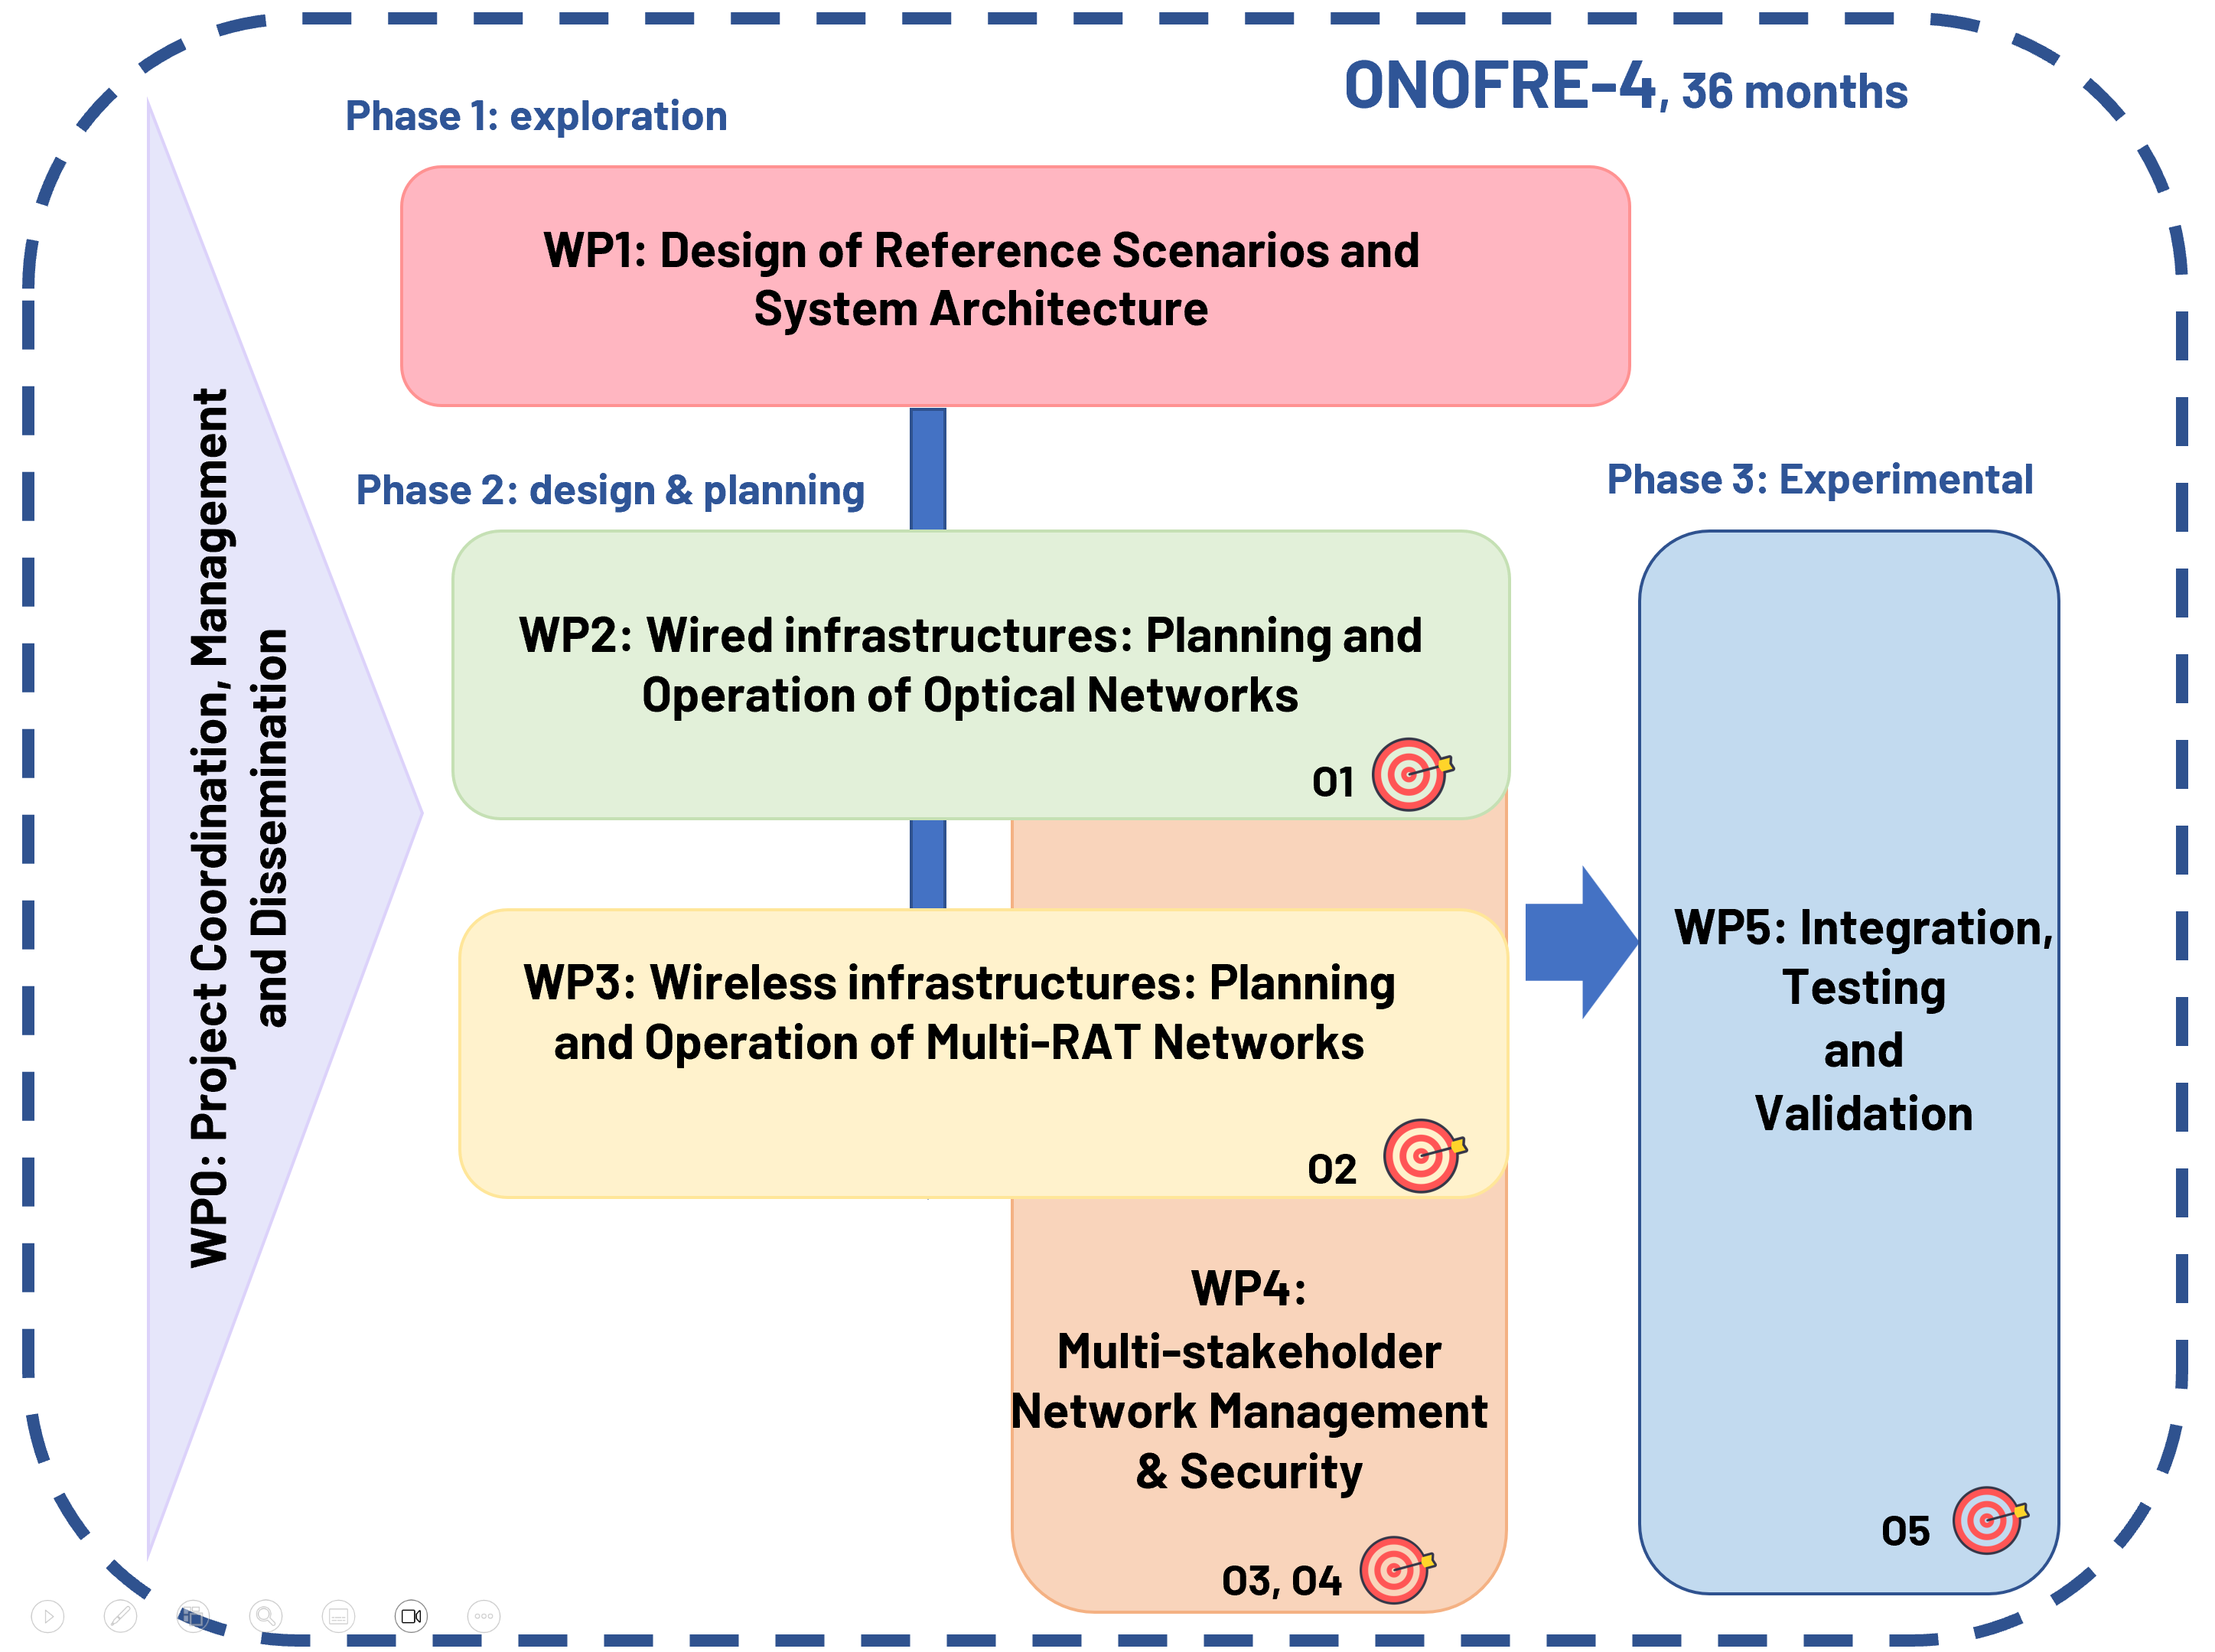 ONOFRE-4, 36 months
Phase 1: exploration
WP1: Design of Reference Scenarios and
System Architecture
WP0: Project Coordination, Management
and Dissemination
Phase 2: design & planning
WP2: Wired infrastructures: Planning and
Operation of Optical Networks
O1
WP3: Wireless infrastructures: Planning
and Operation of Multi-RAT Networks
O2
WP4:
Multi-stakeholder
Network Management
& Security
O3, O4
Phase 3: Experimental
WP5: Integration,
Testing
and
Validation
O5